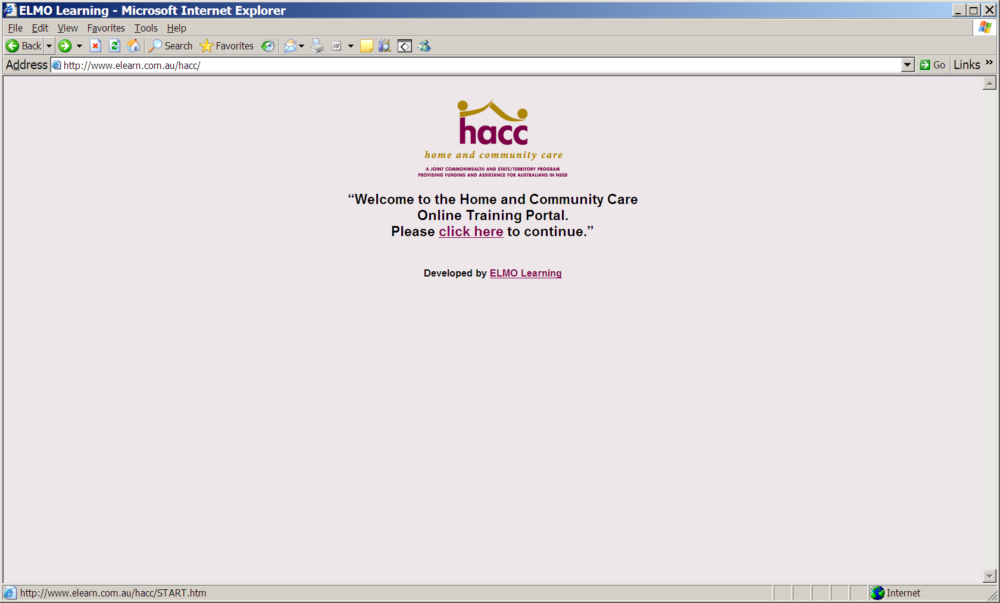 ELMO Learning - Microsoft Internet Explorer
File Edit View Favorites Tools Help
Back Search Favorites W
Address http://www.elearn.com.au/hacc/ Go Links »
hacc
home and community care
A JOINT COMMONWEALTH AND STATE/TERRITORY PROGRAM
PROVIDING FUNDING AND ASSISTANCE FOR AUSTRALIANS IN NEED
“Welcome to the Home and Community Care
Online Training Portal.
Please click here to continue.”
Developed by ELMO Learning
http://www.elearn.com.au/hacc/START.htm Internet